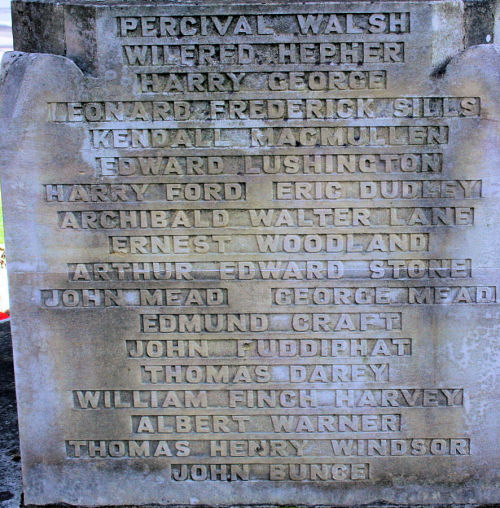 PERCIVAL WALSH
WILFRED HEPHER
HARRY GEORGE
LEONARD FREDERICK SILLS
KENDALL MACMULLEN
EDWARD LUSHINGTON
HARRY FORD ERIC DUDLEY
ARCHIBALD WALTER LANE
ERNEST WOODLAND
ARTHUR EDWARD STONE
JOHN MEAD GEORGE MEAD
EDMUND CRAFT
JOHN FUDDIPHAT
THOMAS DAREY
WILLIAM FINCH HARVEY
ALBERT WARNER
THOMAS HENRY WINDSOR
JOHN BUNCE